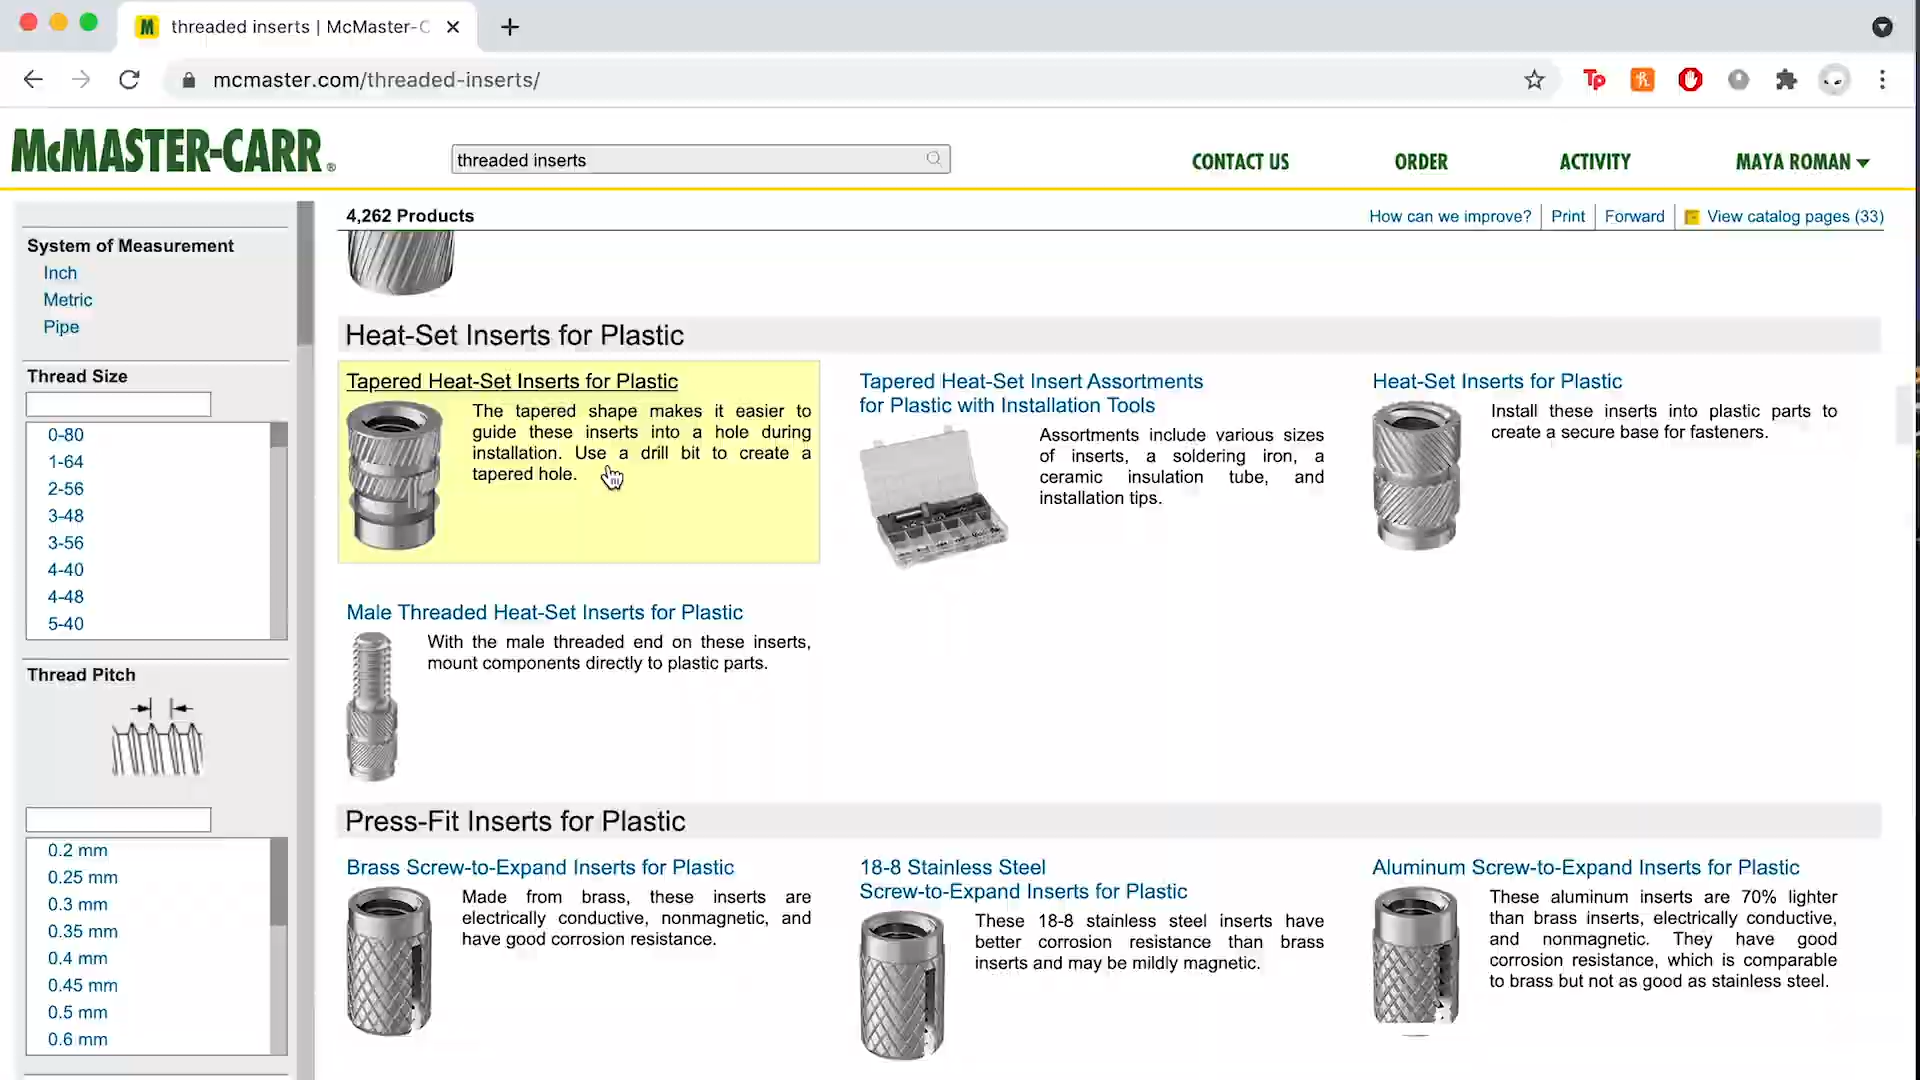 threaded inserts | McMaster-C
mcmaster.com/threaded-inserts/
McMASTER-CARR®
threaded inserts
CONTACT US
ORDER
ACTIVITY
MAYA ROMAN
4,262 Products
How can we improve?
Print
Forward
View catalog pages (33)
System of Measurement
Inch
Metric
Pipe
Thread Size
0-80
1-64
2-56
3-48
3-56
4-40
4-48
5-40
Thread Pitch
0.2 mm
0.25 mm
0.3 mm
0.35 mm
0.4 mm
0.45 mm
0.5 mm
0.6 mm
Heat-Set Inserts for Plastic
Tapered Heat-Set Inserts for Plastic
The tapered shape makes it easier to
guide these inserts into a hole during
installation. Use a drill bit to create a
tapered hole.
Tapered Heat-Set Insert Assortments
for Plastic with Installation Tools
Assortments include various sizes
of inserts, a soldering iron, a
ceramic insulation tube, and
installation tips.
Heat-Set Inserts for Plastic
Install these inserts into plastic parts to
create a secure base for fasteners.
Male Threaded Heat-Set Inserts for Plastic
With the male threaded end on these inserts,
mount components directly to plastic parts.
Press-Fit Inserts for Plastic
Brass Screw-to-Expand Inserts for Plastic
Made from brass, these inserts are
electrically conductive, nonmagnetic, and
have good corrosion resistance.
18-8 Stainless Steel
Screw-to-Expand Inserts for Plastic
These 18-8 stainless steel inserts have
better corrosion resistance than brass
inserts and may be mildly magnetic.
Aluminum Screw-to-Expand Inserts for Plastic
These aluminum inserts are 70% lighter
than brass inserts, electrically conductive,
and nonmagnetic. They have good
corrosion resistance, which is comparable
to brass but not as good as stainless steel.